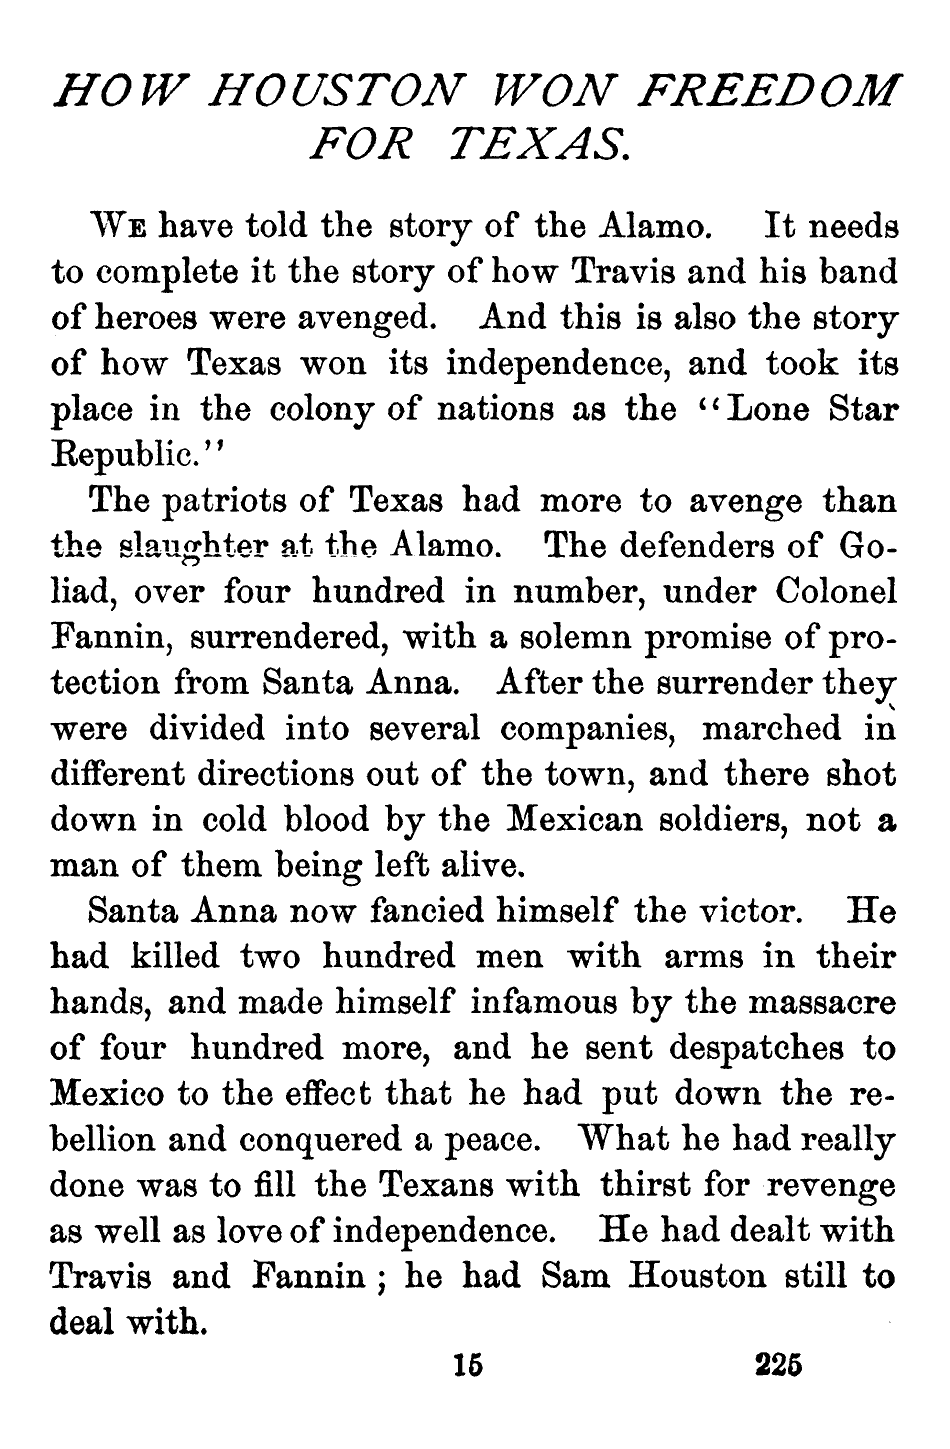 HOW HOUSTON WON FREEDOM
FOR TEXAS.
WE have told the story of the Alamo. It needs
to complete it the story of how Travis and his band
of heroes were avenged. And this is also the story
of how Texas won its independence, and took its
place in the colony of nations as the “Lone Star
Republic.”
The patriots of Texas had more to avenge than
the slaughter at the Alamo. The defenders of Go-
liad, over four hundred in number, under Colonel
Fannin, surrendered, with a solemn promise of pro-
tection from Santa Anna. After the surrender they
were divided into several companies, marched in
different directions out of the town, and there shot
down in cold blood by the Mexican soldiers, not a
man of them being left alive.
Santa Anna now fancied himself the victor. He
had killed two hundred men with arms in their
hands, and made himself infamous by the massacre
of four hundred more, and he sent despatches to
Mexico to the effect that he had put down the re-
bellion and conquered a peace. What he had really
done was to fill the Texans with thirst for revenge
as well as love of independence. He had dealt with
Travis and Fannin ; he had Sam Houston still to
deal with.
15 225